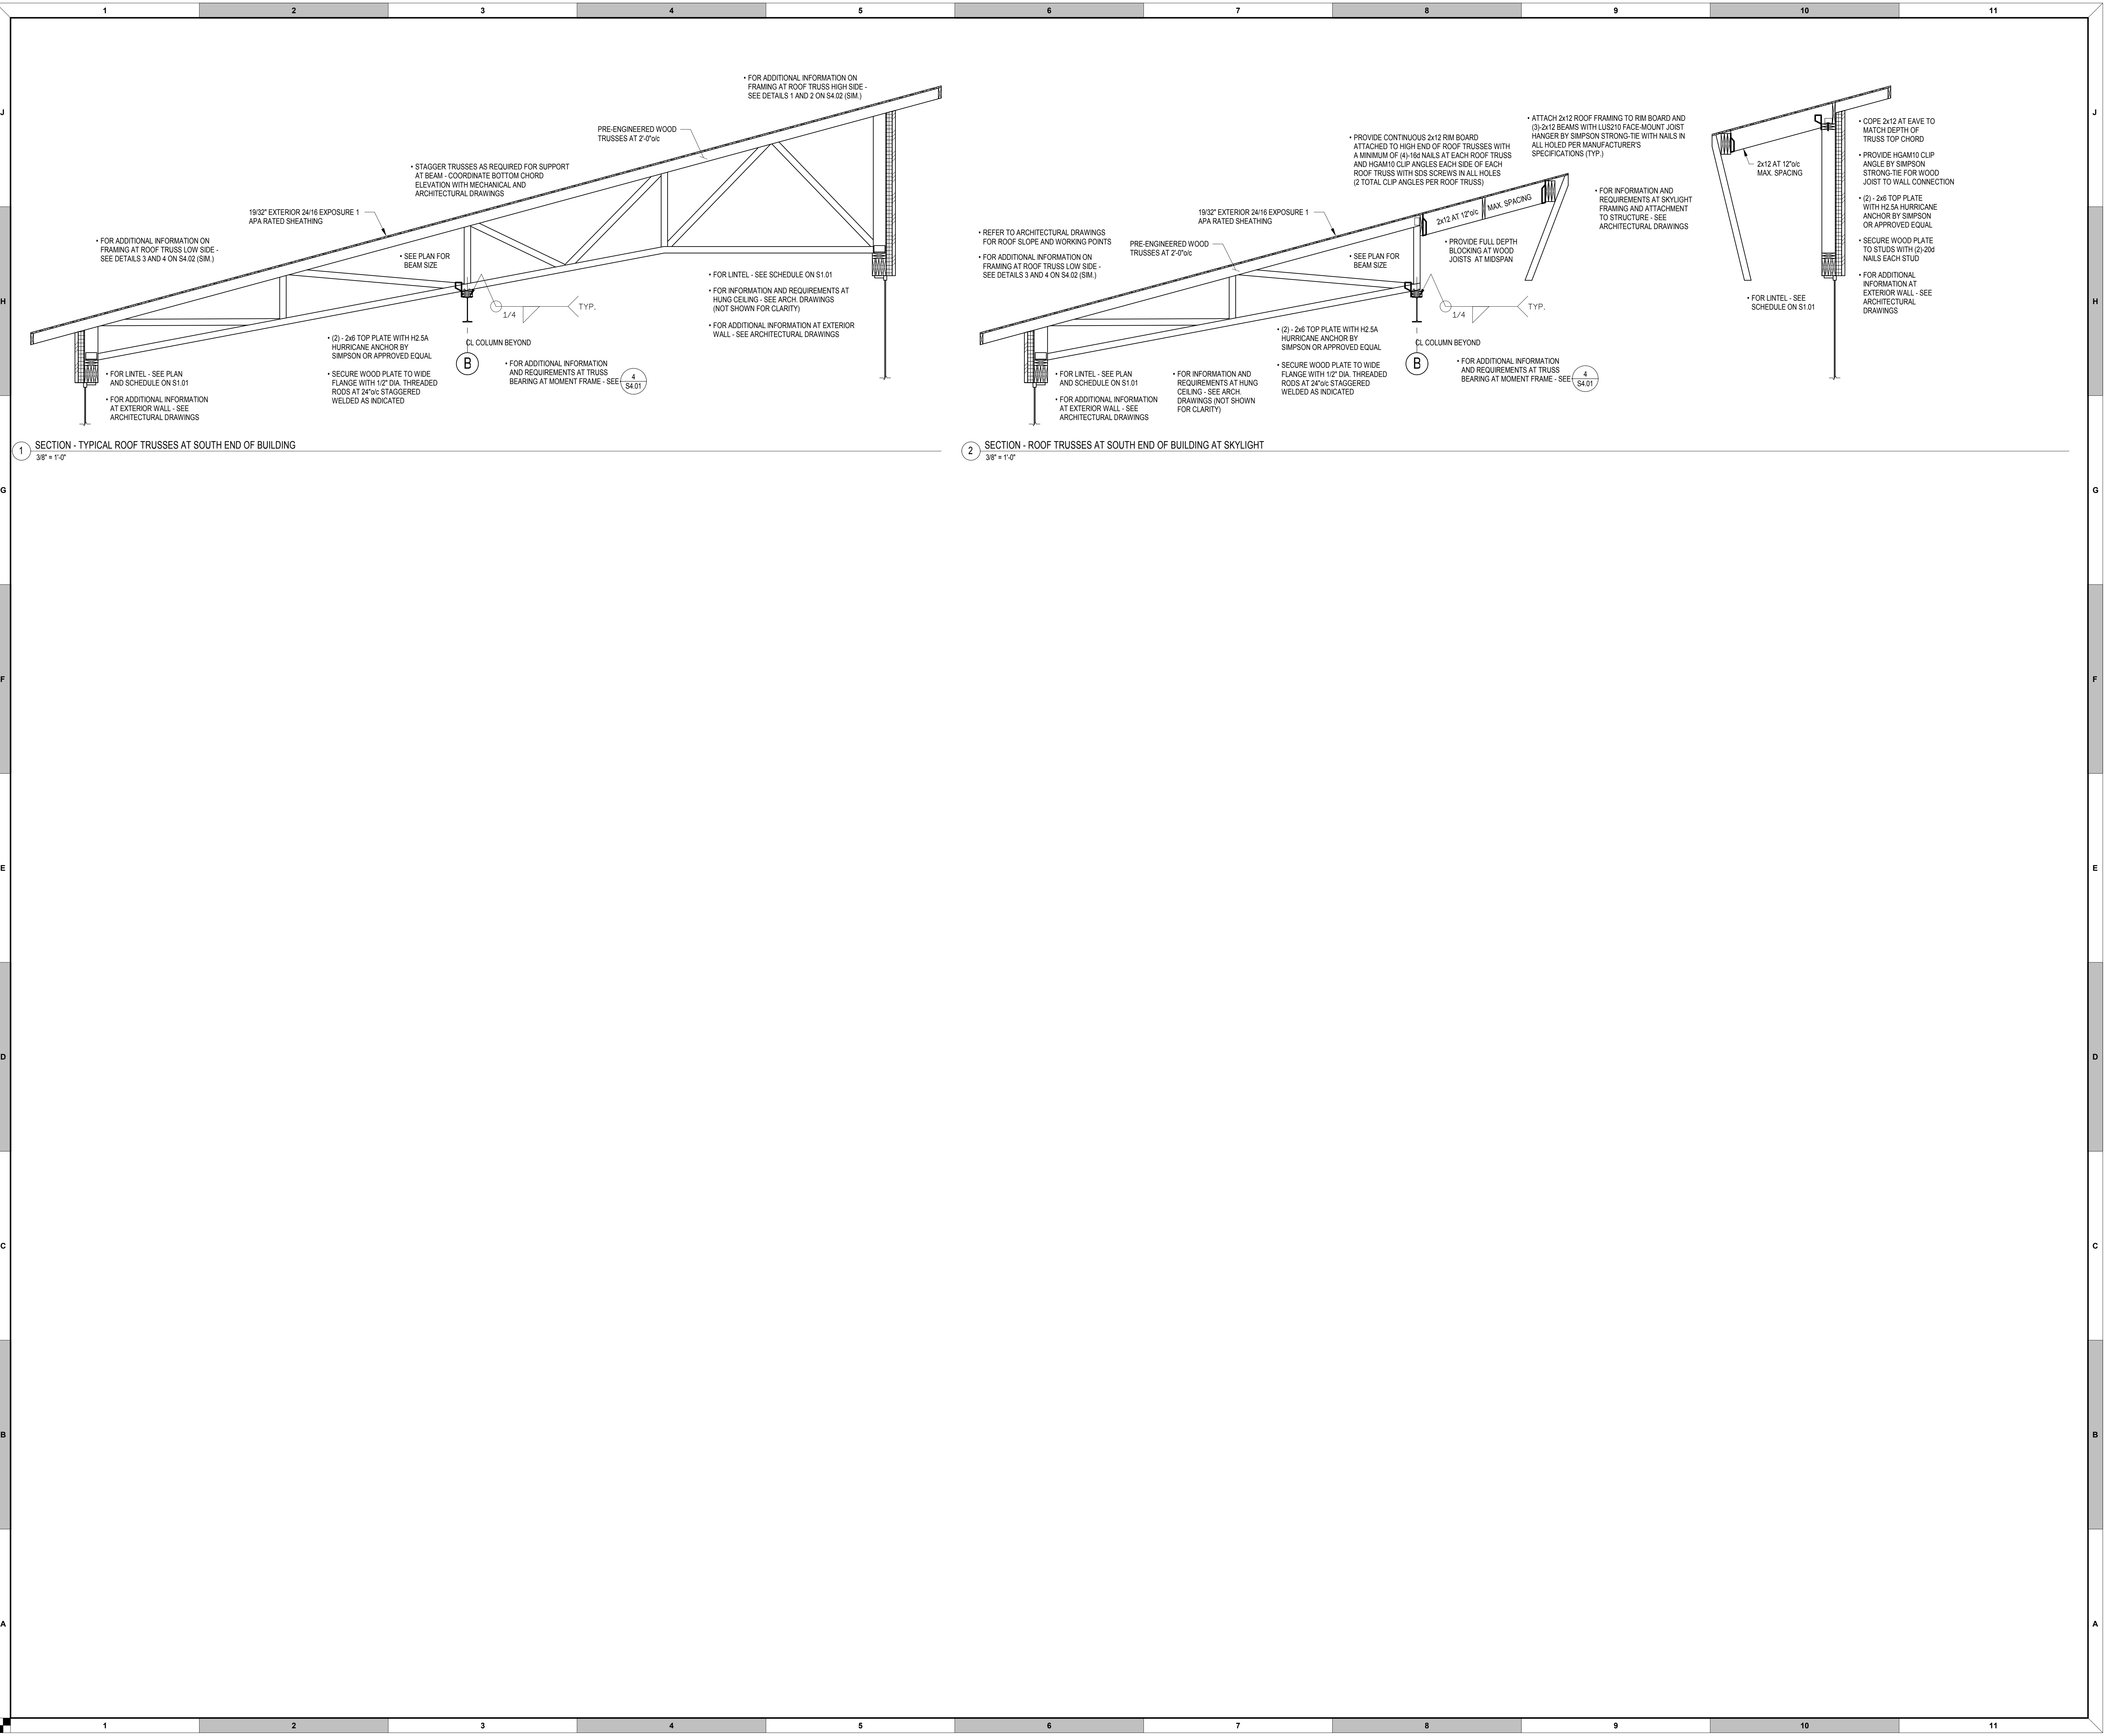 1 2 3 4 5 6 7 8 9 10 11
J
H
G
F
E
D
C
B
A
• FOR ADDITIONAL INFORMATION ON
FRAMING AT ROOF TRUSS HIGH SIDE -
SEE DETAILS 1 AND 2 ON S4.02 (SIM.)
PRE-ENGINEERED WOOD
TRUSSES AT 2'-0"o/c
• STAGGER TRUSSES AS REQUIRED FOR SUPPORT
AT BEAM - COORDINATE BOTTOM CHORD
ELEVATION WITH MECHANICAL AND
ARCHITECTURAL DRAWINGS
19/32" EXTERIOR 24/16 EXPOSURE 1
APA RATED SHEATHING
• FOR ADDITIONAL INFORMATION ON
FRAMING AT ROOF TRUSS LOW SIDE -
SEE DETAILS 3 AND 4 ON S4.02 (SIM.)
• SEE PLAN FOR
BEAM SIZE
• FOR LINTEL - SEE SCHEDULE ON S1.01
• FOR INFORMATION AND REQUIREMENTS AT
HUNG CEILING - SEE ARCH. DRAWINGS
(NOT SHOWN FOR CLARITY)
• FOR ADDITIONAL INFORMATION AT EXTERIOR
WALL - SEE ARCHITECTURAL DRAWINGS
1/4
TYP.
• (2) - 2x6 TOP PLATE WITH H2.5A
HURRICANE ANCHOR BY
SIMPSON OR APPROVED EQUAL
• SECURE WOOD PLATE TO WIDE
FLANGE WITH 1/2" DIA. THREADED
RODS AT 24"o/c STAGGERED
WELDED AS INDICATED
CL COLUMN BEYOND
B
• FOR ADDITIONAL INFORMATION
AND REQUIREMENTS AT TRUSS
BEARING AT MOMENT FRAME - SEE
4
S4.01
• FOR LINTEL - SEE PLAN
AND SCHEDULE ON S1.01
• FOR ADDITIONAL INFORMATION
AT EXTERIOR WALL - SEE
ARCHITECTURAL DRAWINGS
1
SECTION - TYPICAL ROOF TRUSSES AT SOUTH END OF BUILDING
3/8" = 1'-0"
• PROVIDE CONTINUOUS 2x12 RIM BOARD
ATTACHED TO HIGH END OF ROOF TRUSSES WITH
A MINIMUM OF (4)-16d NAILS AT EACH ROOF TRUSS
AND HGAM10 CLIP ANGLES EACH SIDE OF EACH
ROOF TRUSS WITH SDS SCREWS IN ALL HOLES
(2 TOTAL CLIP ANGLES PER ROOF TRUSS)
• ATTACH 2x12 ROOF FRAMING TO RIM BOARD AND
(3)-2x12 BEAMS WITH LUS210 FACE-MOUNT JOIST
HANGER BY SIMPSON STRONG-TIE WITH NAILS IN
ALL HOLED PER MANUFACTURER'S
SPECIFICATIONS (TYP.)
• FOR INFORMATION AND
REQUIREMENTS AT SKYLIGHT
FRAMING AND ATTACHMENT
TO STRUCTURE - SEE
ARCHITECTURAL DRAWINGS
19/32" EXTERIOR 24/16 EXPOSURE 1
APA RATED SHEATHING
2x12 AT 12"o/c MAX. SPACING
• REFER TO ARCHITECTURAL DRAWINGS
FOR ROOF SLOPE AND WORKING POINTS
• FOR ADDITIONAL INFORMATION ON
FRAMING AT ROOF TRUSS LOW SIDE -
SEE DETAILS 3 AND 4 ON S4.02 (SIM.)
PRE-ENGINEERED WOOD
TRUSSES AT 2'-0"o/c
• SEE PLAN FOR
BEAM SIZE
• PROVIDE FULL DEPTH
BLOCKING AT WOOD
JOISTS AT MIDSPAN
1/4
TYP.
• (2) - 2x6 TOP PLATE WITH H2.5A
HURRICANE ANCHOR BY
SIMPSON OR APPROVED EQUAL
• SECURE WOOD PLATE TO WIDE
FLANGE WITH 1/2" DIA. THREADED
RODS AT 24"o/c STAGGERED
WELDED AS INDICATED
CL COLUMN BEYOND
B
• FOR ADDITIONAL INFORMATION
AND REQUIREMENTS AT TRUSS
BEARING AT MOMENT FRAME - SEE
4
S4.01
• FOR LINTEL - SEE PLAN
AND SCHEDULE ON S1.01
• FOR ADDITIONAL INFORMATION
AT EXTERIOR WALL - SEE
ARCHITECTURAL DRAWINGS
• FOR INFORMATION AND
REQUIREMENTS AT HUNG
CEILING - SEE ARCH.
DRAWINGS (NOT SHOWN
FOR CLARITY)
2x12 AT 12"o/c
MAX. SPACING
• FOR LINTEL - SEE
SCHEDULE ON S1.01
• COPE 2x12 AT EAVE TO
MATCH DEPTH OF
TRUSS TOP CHORD
• PROVIDE HGAM10 CLIP
ANGLE BY SIMPSON
STRONG-TIE FOR WOOD
JOIST TO WALL CONNECTION
• (2) - 2x6 TOP PLATE
WITH H2.5A HURRICANE
ANCHOR BY SIMPSON
OR APPROVED EQUAL
• SECURE WOOD PLATE
TO STUDS WITH (2)-20d
NAILS EACH STUD
• FOR ADDITIONAL
INFORMATION AT
EXTERIOR WALL - SEE
ARCHITECTURAL
DRAWINGS
2
SECTION - ROOF TRUSSES AT SOUTH END OF BUILDING AT SKYLIGHT
3/8" = 1'-0"
J
H
G
F
E
D
C
B
A
1 2 3 4 5 6 7 8 9 10 11